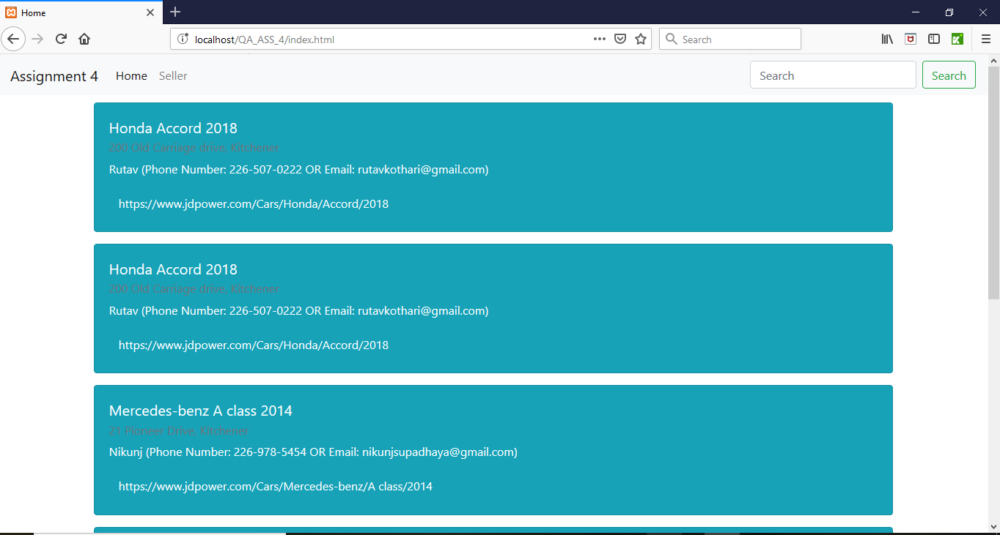 Home
localhost/QA_ASS_4/index.html
Search
Assignment 4 Home Seller Search Search
Honda Accord 2018
200 Old Carriage drive, Kitchener
Rutav (Phone Number: 226-507-0222 OR Email: rutavkothari@gmail.com)
https://www.jdpower.com/Cars/Honda/Accord/2018
Honda Accord 2018
200 Old Carriage drive, Kitchener
Rutav (Phone Number: 226-507-0222 OR Email: rutavkothari@gmail.com)
https://www.jdpower.com/Cars/Honda/Accord/2018
Mercedes-benz A class 2014
21 Pioneer Drive, Kitchener
Nikunj (Phone Number: 226-978-5454 OR Email: nikunjsupadhaya@gmail.com)
https://www.jdpower.com/Cars/Mercedes-benz/A class/2014